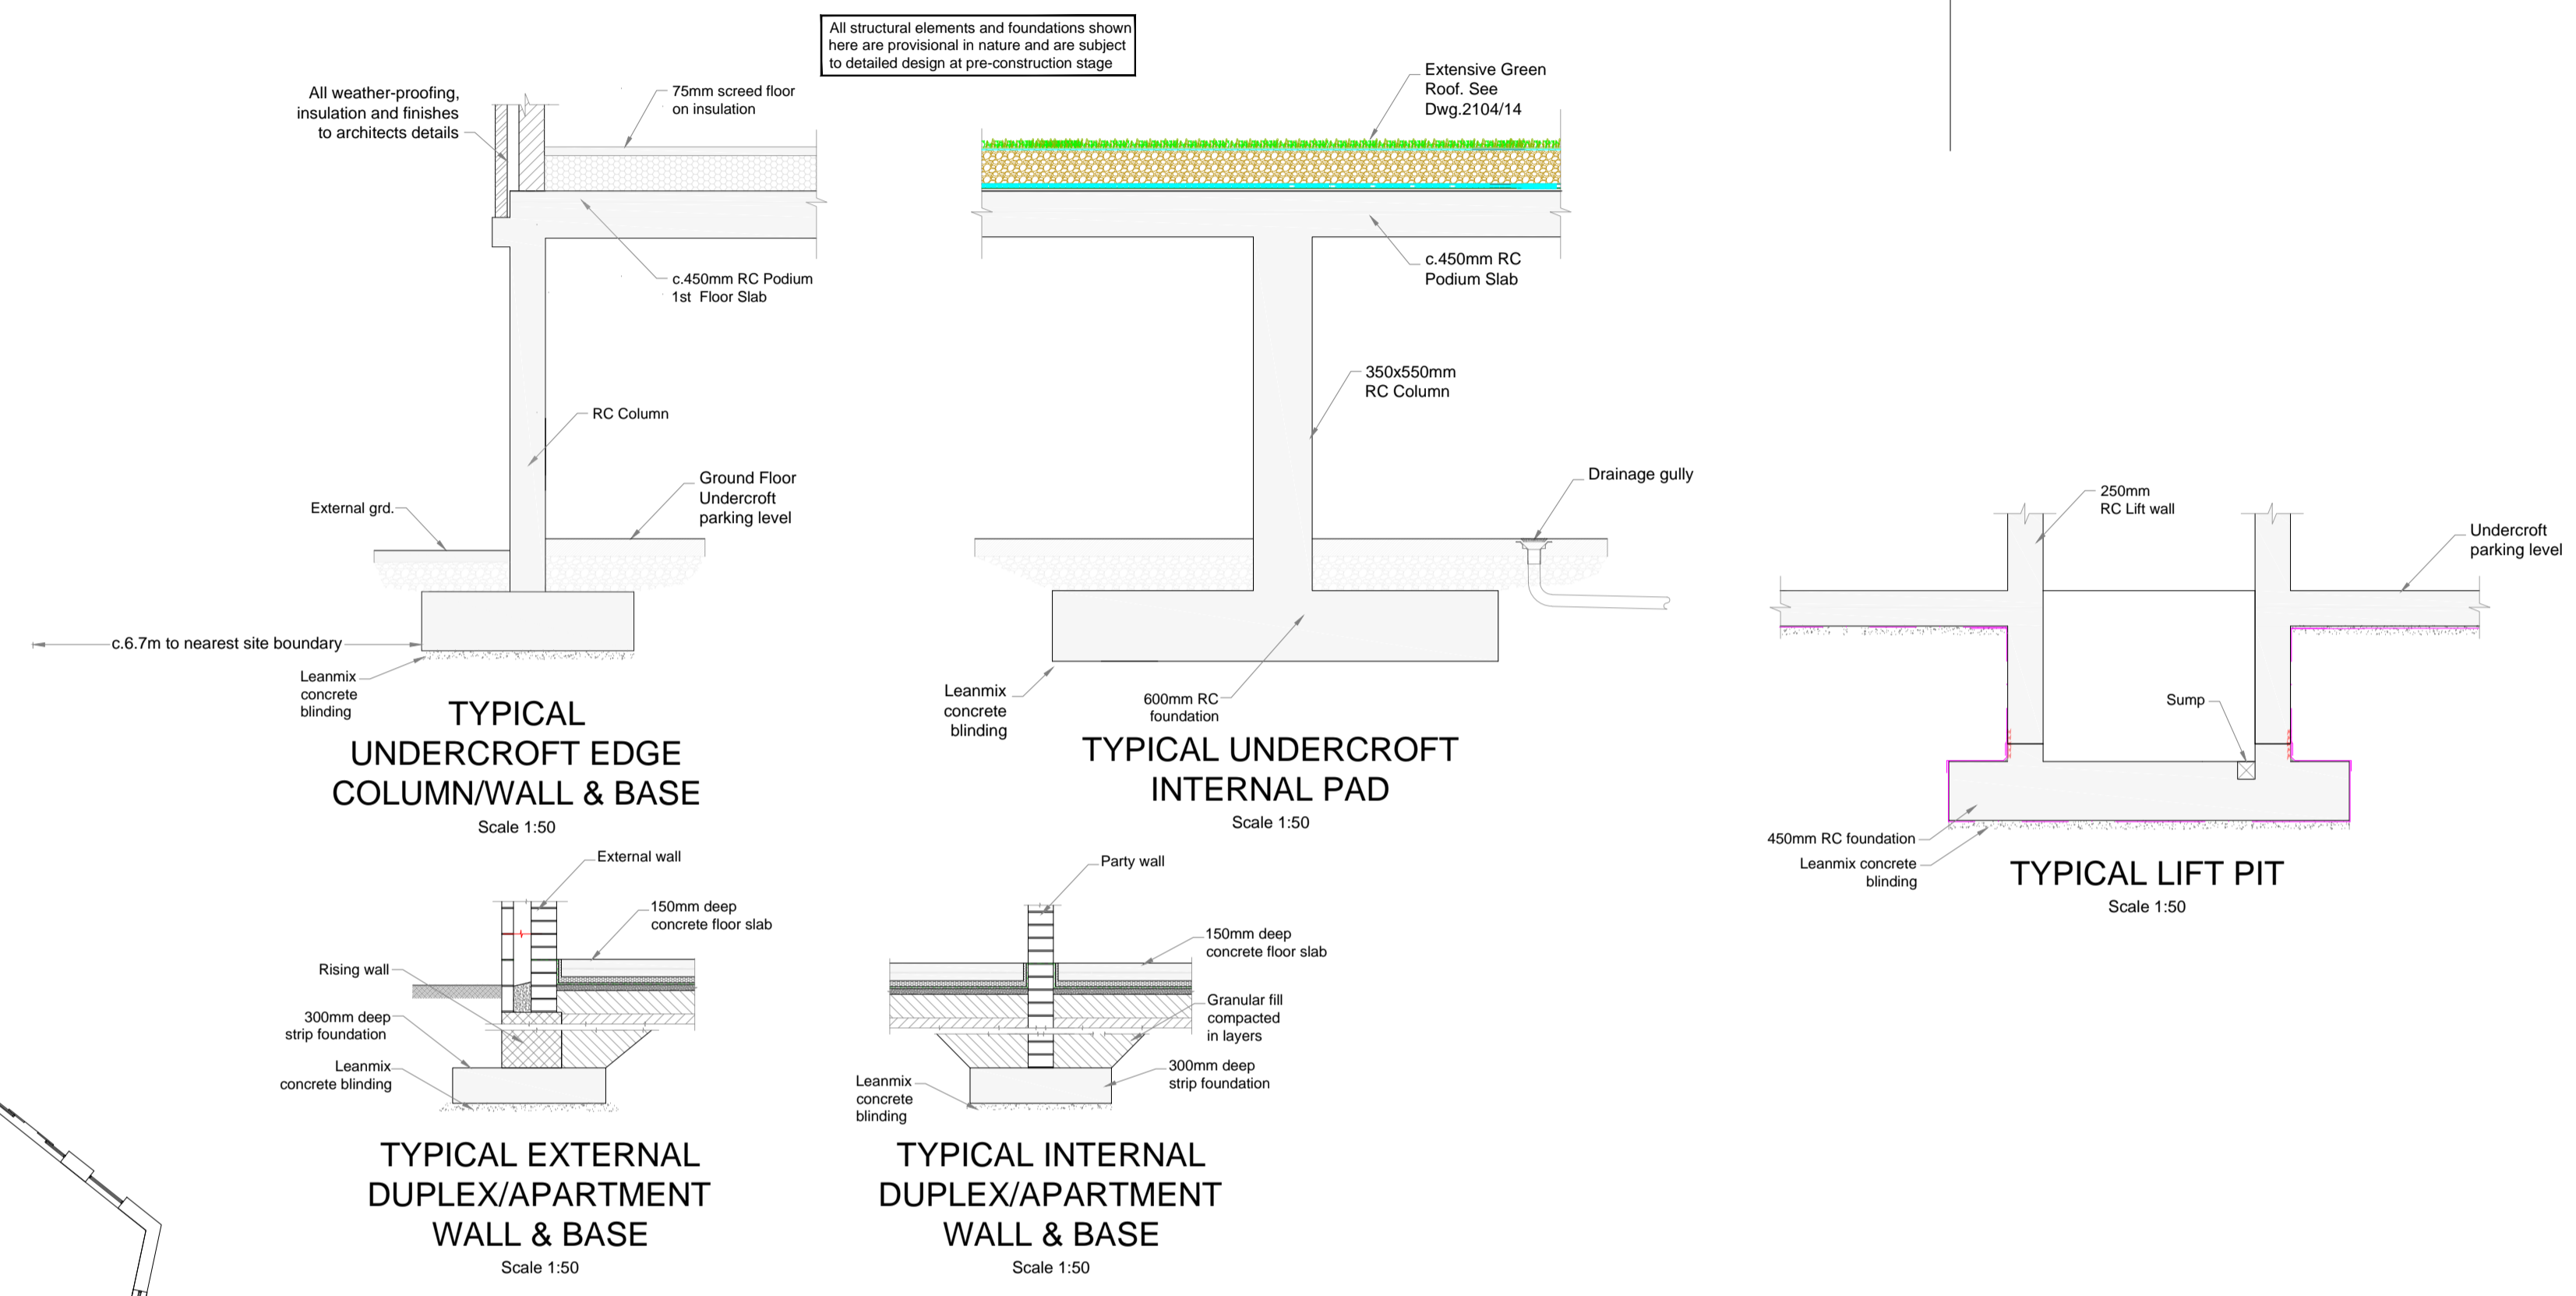 All structural elements and foundations shown
here are provisional in nature and are subject
to detailed design at pre-construction stage
All weather-proofing,
insulation and finishes
to architects details
75mm screed floor
on insulation
c.450mm RC Podium
1st Floor Slab
RC Column
Ground Floor
Undercroft
parking level
External grd.
c.6.7m to nearest site boundary
Leanmix
concrete
blinding
TYPICAL
UNDERCROFT EDGE
COLUMN/WALL & BASE
Scale 1:50
Extensive Green
Roof. See
Dwg.2104/14
c.450mm RC
Podium Slab
350x550mm
RC Column
Drainage gully
Leanmix
concrete
blinding
600mm RC
foundation
TYPICAL UNDERCROFT
INTERNAL PAD
Scale 1:50
250mm
RC Lift wall
Undercroft
parking level
Sump
450mm RC foundation
Leanmix concrete
blinding
TYPICAL LIFT PIT
Scale 1:50
External wall
150mm deep
concrete floor slab
Rising wall
300mm deep
strip foundation
Leanmix
concrete blinding
TYPICAL EXTERNAL
DUPLEX/APARTMENT
WALL & BASE
Scale 1:50
Party wall
150mm deep
concrete floor slab
Granular fill
compacted
in layers
300mm deep
strip foundation
Leanmix
concrete
blinding
TYPICAL INTERNAL
DUPLEX/APARTMENT
WALL & BASE
Scale 1:50